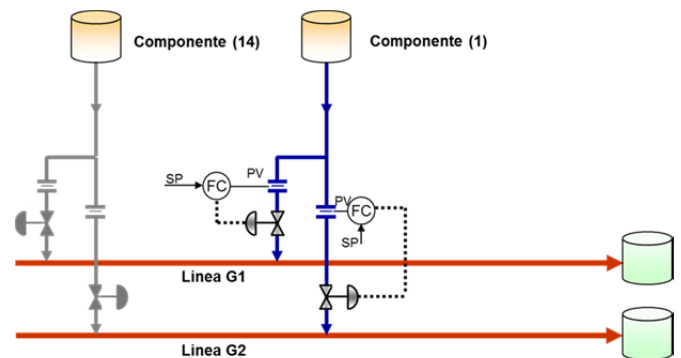 Componente (14)
Componente (1)
SP
FC
PV
PV
FC
SP
Linea G1
Linea G2